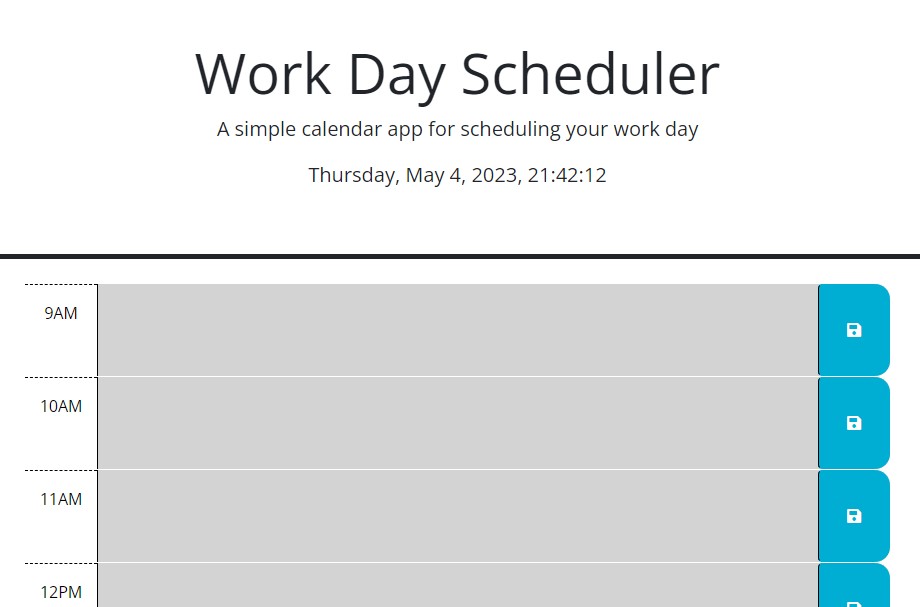 Work Day Scheduler
A simple calendar app for scheduling your work day
Thursday, May 4, 2023, 21:42:12
9AM
10AM
11AM
12PM